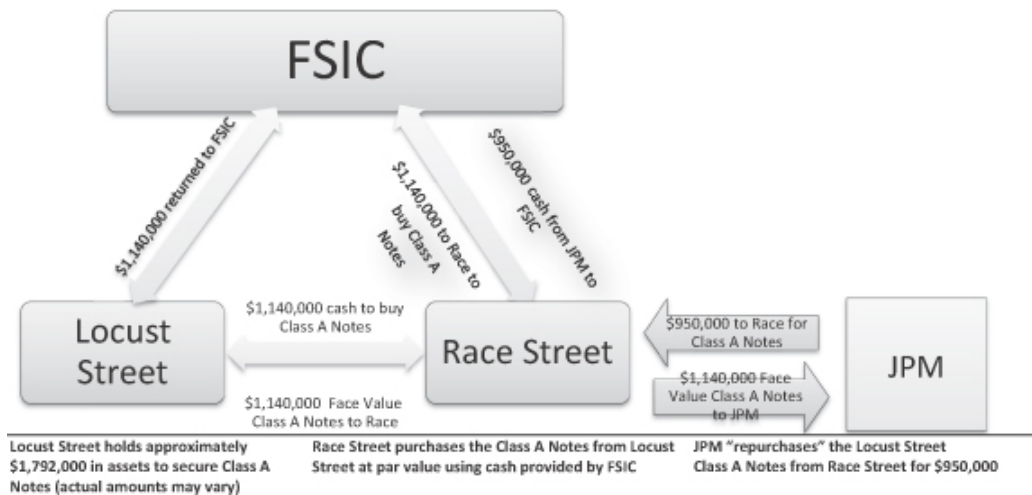 FSIC
$1,140,000 returned to FSIC
$1,140,000 to Race to
buy Class A
Notes
$950,000 cash from JPM to
FSIC
Locust
Street
$1,140,000 cash to buy
Class A Notes
$1,140,000 Face Value
Class A Notes to Race
Race Street
$950,000 to Race for
Class A Notes
$1,140,000 Face
Value Class A Notes
to JPM
JPM
Locust Street holds approximately
$1,792,000 in assets to secure Class A
Notes (actual amounts may vary)
Race Street purchases the Class A Notes from Locust
Street at par value using cash provided by FSIC
JPM “repurchases” the Locust Street
Class A Notes from Race Street for $950,000